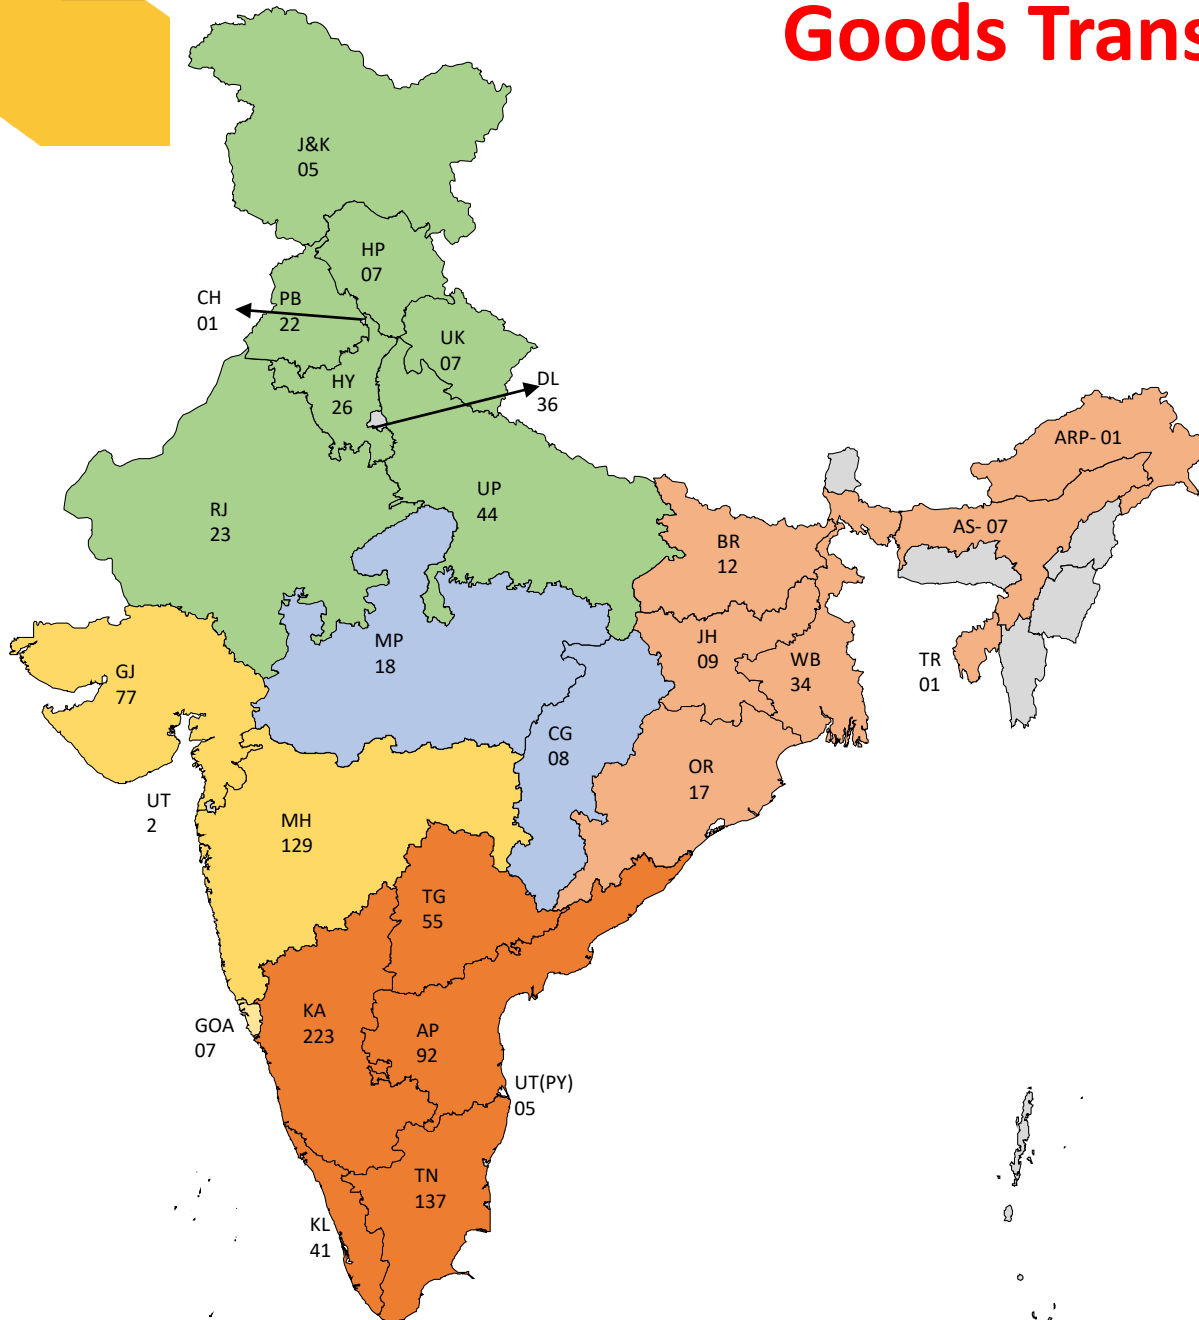 Goods Trans
J&K
05
HP
07
CH
01
PB
22
UK
07
HY
26
DL
36
ARP- 01
RJ
23
UP
44
AS- 07
BR
12
MP
18
JH
09
WB
34
TR
01
GJ
77
CG
08
OR
17
UT
2
MH
129
TG
55
GOA
07
KA
223
AP
92
UT(PY)
05
TN
137
KL
41